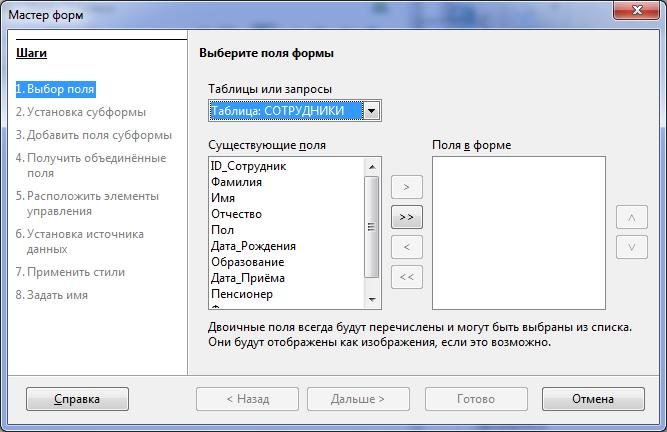 Мастер форм
Шаги
1. Выбор поля
2. Установка субформы
3. Добавить поля субформы
4. Получить объединённые
поля
5. Расположить элементы
управления
6. Установка источника
данных
7. Применить стили
8. Задать имя
Выберите поля формы
Таблицы или запросы
Таблица: СОТРУДНИКИ
Существующие поля
ID_Сотрудник
Фамилия
Имя
Отчество
Пол
Дата_Рождения
Образование
Дата_Приёма
Пенсионер
>
>>
<
<<
Поля в форме
Двоичные поля всегда будут перечислены и могут быть выбраны из списка.
Они будут отображены как изображения, если это возможно.
Справка
< Назад
Дальше >
Готово
Отмена